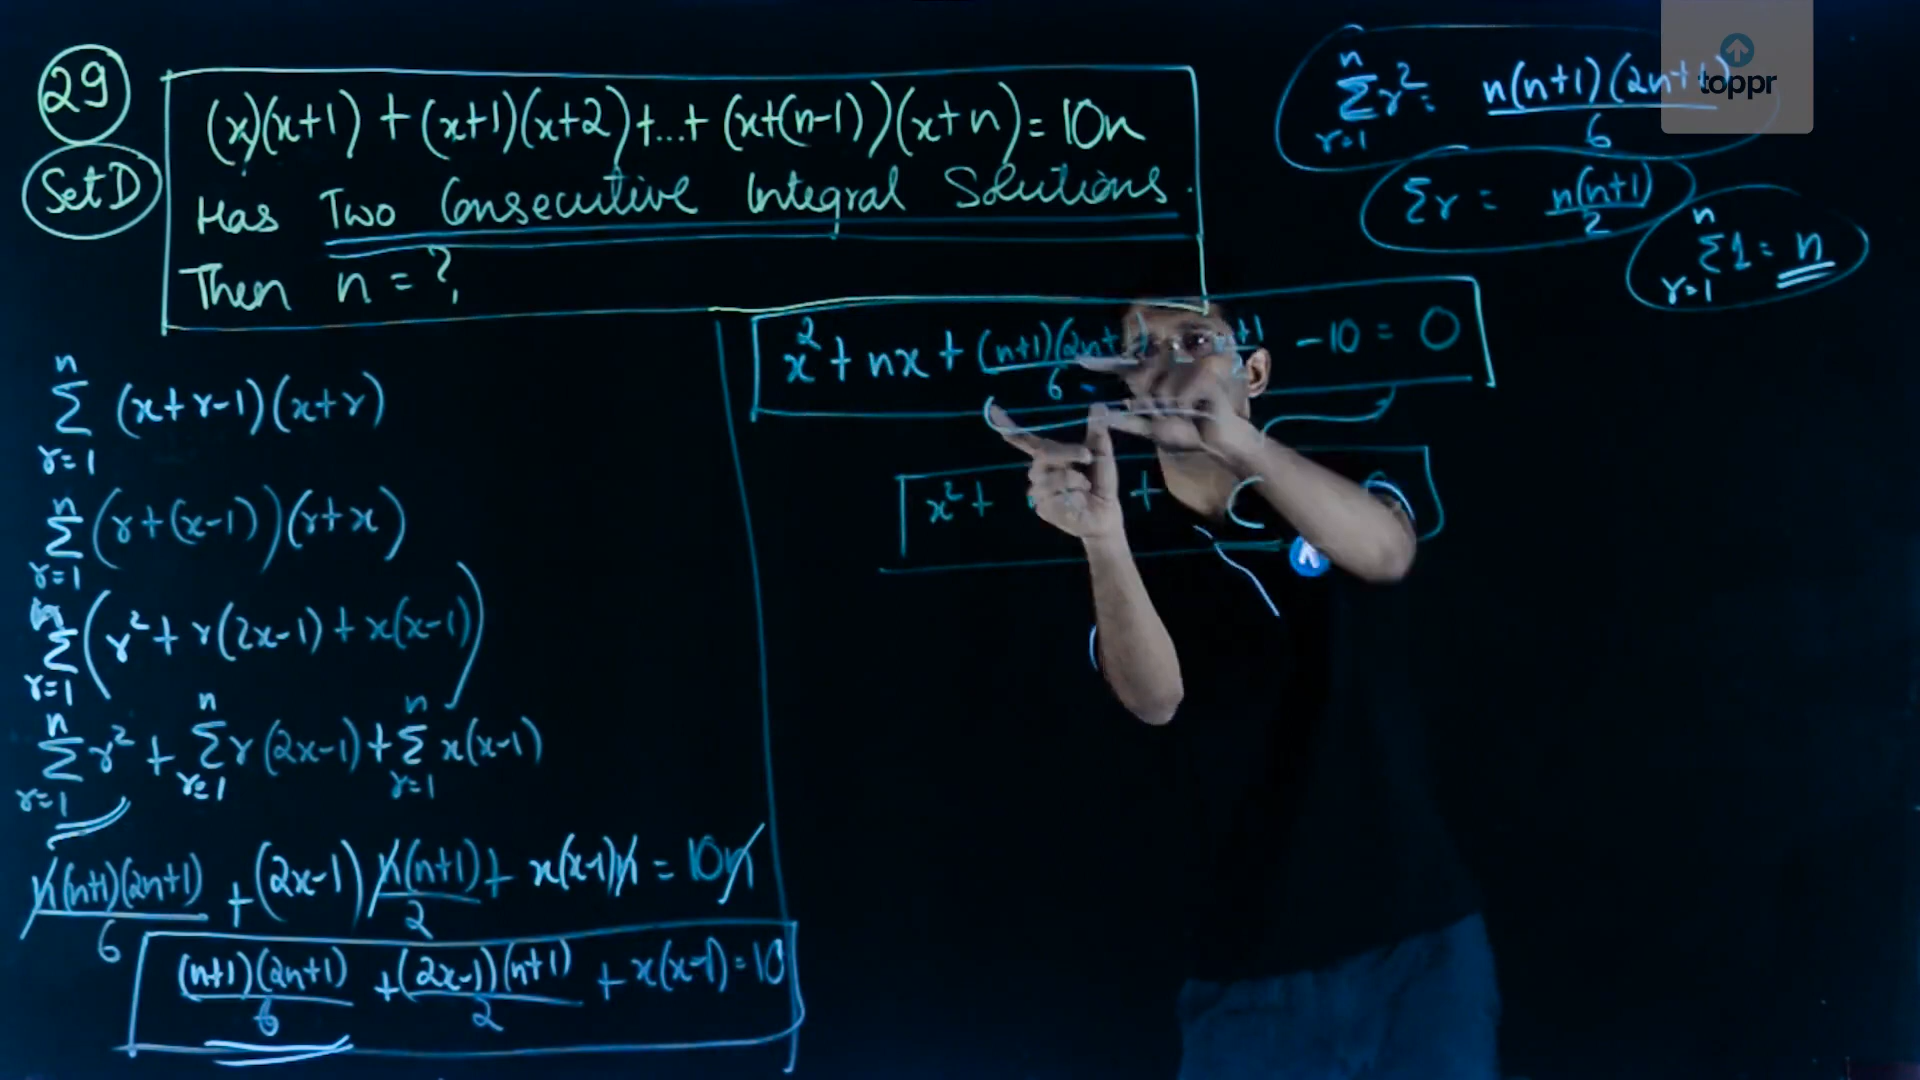 29
Set D
(x)(x+1) + (x+1)(x+2)+...+ (x+(n-1))(x+n) = 10n
Has Two Consecutive Integral Solutions.
Then n = ?
n
Σ r² = n(n+1)(2n+1)/6
r=1
Σr = n(n+1)/2
n
Σ1 = n
r=1
toppr
n
Σ (x+r-1)(x+r)
r=1
n
Σ (r+(x-1))(r+x)
r=1
n
Σ (r² + r(2x-1) + x(x-1))
r=1
n n n
Σ r² + Σ r(2x-1) + Σ x(x-1)
r=1 r=1 r=1
n(n+1)(2n+1)/6 + (2x-1) n(n+1)/2 + x(x-1)n = 10n
(n+1)(2n+1)/6 + (2x-1)(n+1)/2 + x(x-1) = 10
x² + nx + (n+1)(2n+ /6 - +1 -10 = 0
x² + +